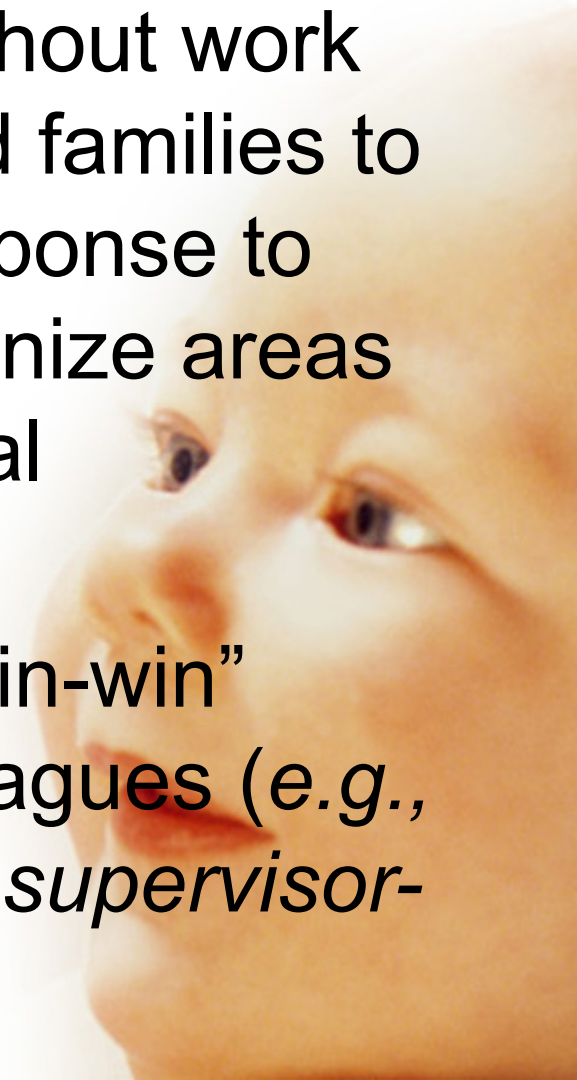 hout work
families to
ponse to
nize areas
al
in-win”
agues (e.g.,
supervisor-